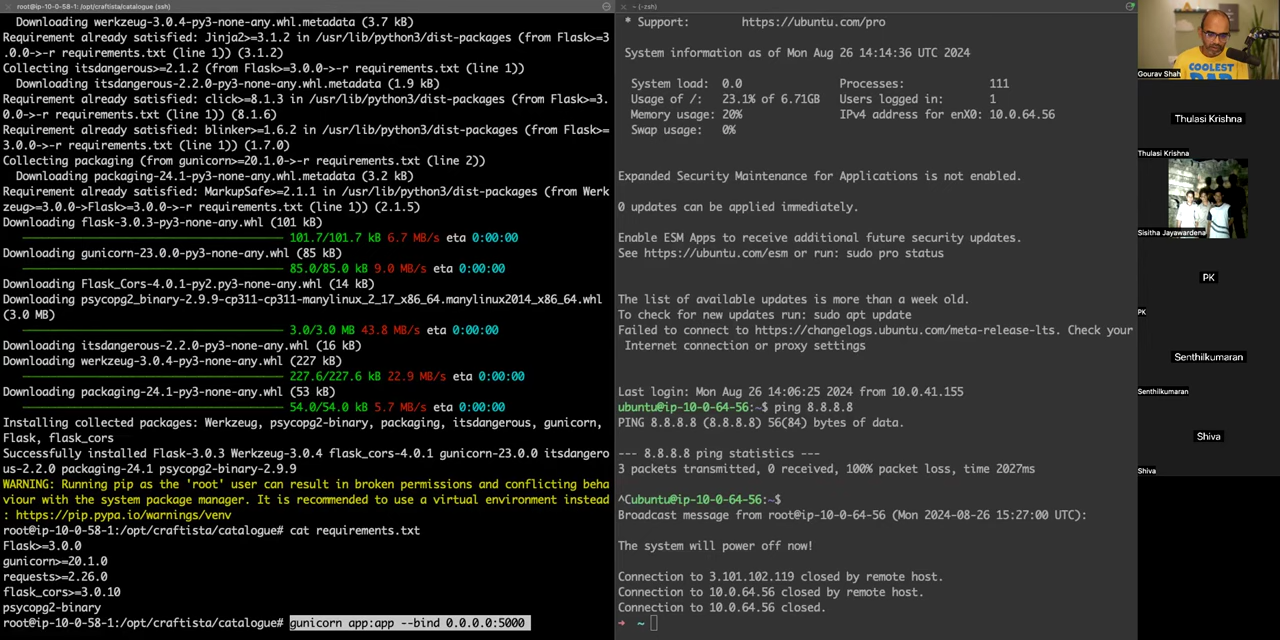 root@ip-10-0-58-1: /opt/craftista/catalogue (ssh)
Downloading werkzeug-3.0.4-py3-none-any.whl.metadata (3.7 kB)
Requirement already satisfied: Jinja2>=3.1.2 in /usr/lib/python3/dist-packages (from Flask>=3
.0.0->-r requirements.txt (line 1)) (3.1.2)
Collecting itsdangerous>=2.1.2 (from Flask>=3.0.0->-r requirements.txt (line 1))
Downloading itsdangerous-2.2.0-py3-none-any.whl.metadata (1.9 kB)
Requirement already satisfied: click>=8.1.3 in /usr/lib/python3/dist-packages (from Flask>=3.
0.0->-r requirements.txt (line 1)) (8.1.6)
Requirement already satisfied: blinker>=1.6.2 in /usr/lib/python3/dist-packages (from Flask>=
3.0.0->-r requirements.txt (line 1)) (1.7.0)
Collecting packaging (from gunicorn>=20.1.0->-r requirements.txt (line 2))
Downloading packaging-24.1-py3-none-any.whl.metadata (3.2 kB)
Requirement already satisfied: MarkupSafe>=2.1.1 in /usr/lib/python3/dist-packages (from Werk
zeug>=3.0.0->Flask>=3.0.0->-r requirements.txt (line 1)) (2.1.5)
Downloading flask-3.0.3-py3-none-any.whl (101 kB)
101.7/101.7 kB 6.7 MB/s eta 0:00:00
Downloading gunicorn-23.0.0-py3-none-any.whl (85 kB)
85.0/85.0 kB 9.0 MB/s eta 0:00:00
Downloading Flask_Cors-4.0.1-py2.py3-none-any.whl (14 kB)
Downloading psycopg2_binary-2.9.9-cp311-cp311-manylinux_2_17_x86_64.manylinux2014_x86_64.whl
(3.0 MB)
3.0/3.0 MB 43.8 MB/s eta 0:00:00
Downloading itsdangerous-2.2.0-py3-none-any.whl (16 kB)
Downloading werkzeug-3.0.4-py3-none-any.whl (227 kB)
227.6/227.6 kB 22.9 MB/s eta 0:00:00
Downloading packaging-24.1-py3-none-any.whl (53 kB)
54.0/54.0 kB 5.7 MB/s eta 0:00:00
Installing collected packages: Werkzeug, psycopg2-binary, packaging, itsdangerous, gunicorn,
Flask, flask_cors
Successfully installed Flask-3.0.3 Werkzeug-3.0.4 flask_cors-4.0.1 gunicorn-23.0.0 itsdangero
us-2.2.0 packaging-24.1 psycopg2-binary-2.9.9
WARNING: Running pip as the 'root' user can result in broken permissions and conflicting beha
viour with the system package manager. It is recommended to use a virtual environment instead
: https://pip.pypa.io/warnings/venv
root@ip-10-0-58-1:/opt/craftista/catalogue# cat requirements.txt
Flask>=3.0.0
gunicorn>=20.1.0
requests>=2.26.0
flask_cors>=3.0.10
psycopg2-binary
root@ip-10-0-58-1:/opt/craftista/catalogue# gunicorn app:app --bind 0.0.0.0:5000
~ (-zsh)
* Support: https://ubuntu.com/pro
System information as of Mon Aug 26 14:14:36 UTC 2024
System load: 0.0 Processes: 111
Usage of /: 23.1% of 6.71GB Users logged in: 1
Memory usage: 20% IPv4 address for enX0: 10.0.64.56
Swap usage: 0%
Expanded Security Maintenance for Applications is not enabled.
0 updates can be applied immediately.
Enable ESM Apps to receive additional future security updates.
See https://ubuntu.com/esm or run: sudo pro status
The list of available updates is more than a week old.
To check for new updates run: sudo apt update
Failed to connect to https://changelogs.ubuntu.com/meta-release-lts. Check your
Internet connection or proxy settings
Last login: Mon Aug 26 14:06:25 2024 from 10.0.41.155
ubuntu@ip-10-0-64-56:~$ ping 8.8.8.8
PING 8.8.8.8 (8.8.8.8) 56(84) bytes of data.
--- 8.8.8.8 ping statistics ---
3 packets transmitted, 0 received, 100% packet loss, time 2027ms
^Cubuntu@ip-10-0-64-56:~$
Broadcast message from root@ip-10-0-64-56 (Mon 2024-08-26 15:27:00 UTC):
The system will power off now!
Connection to 3.101.102.119 closed by remote host.
Connection to 10.0.64.56 closed by remote host.
Connection to 10.0.64.56 closed.
➜ ~
COOLEST
Gourav Shah
Thulasi Krishna
Thulasi Krishna
Sisitha Jayawardena
PK
PK
Senthilkumaran
Senthilkumaran
Shiva
Shiva